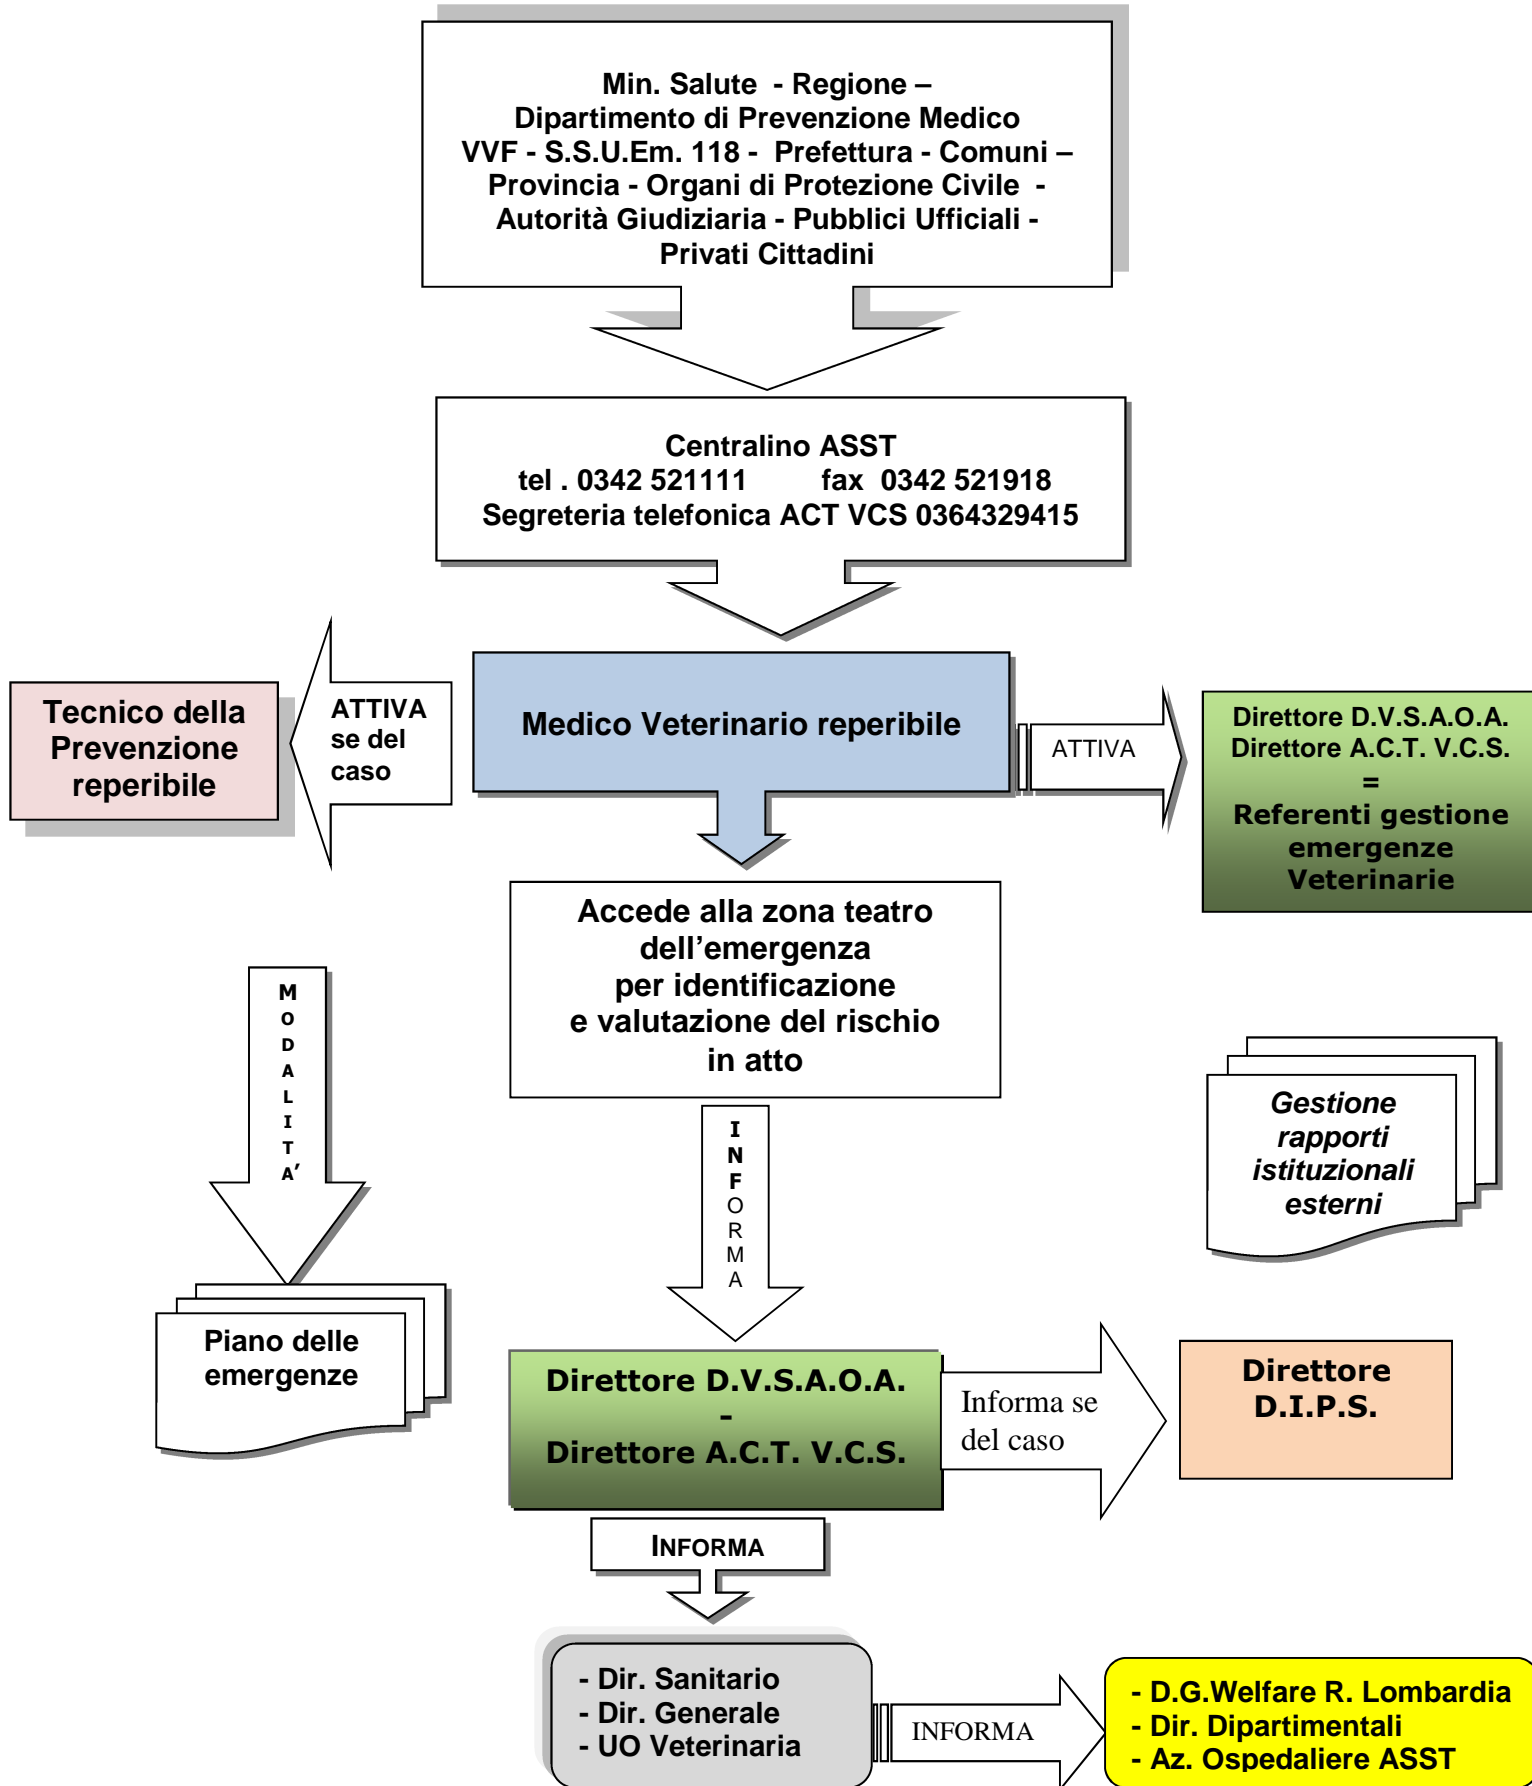 Min. Salute - Regione –
Dipartimento di Prevenzione Medico
VVF - S.S.U.Em. 118 - Prefettura - Comuni –
Provincia - Organi di Protezione Civile -
Autorità Giudiziaria - Pubblici Ufficiali -
Privati Cittadini
Centralino ASST
tel . 0342 521111 fax 0342 521918
Segreteria telefonica ACT VCS 0364329415
Tecnico della
Prevenzione
reperibile
ATTIVA
se del
caso
Medico Veterinario reperibile
ATTIVA
Direttore D.V.S.A.O.A.
Direttore A.C.T. V.C.S.
=
Referenti gestione
emergenze
Veterinarie
Accede alla zona teatro
dell'emergenza
per identificazione
e valutazione del rischio
in atto
MODALITA'
Gestione
rapporti
istituzionali
esterni
INFORMA
Piano delle
emergenze
Direttore D.V.S.A.O.A.
-
Direttore A.C.T. V.C.S.
Informa se
del caso
Direttore
D.I.P.S.
INFORMA
- Dir. Sanitario
- Dir. Generale
- UO Veterinaria
INFORMA
- D.G.Welfare R. Lombardia
- Dir. Dipartimentali
- Az. Ospedaliere ASST